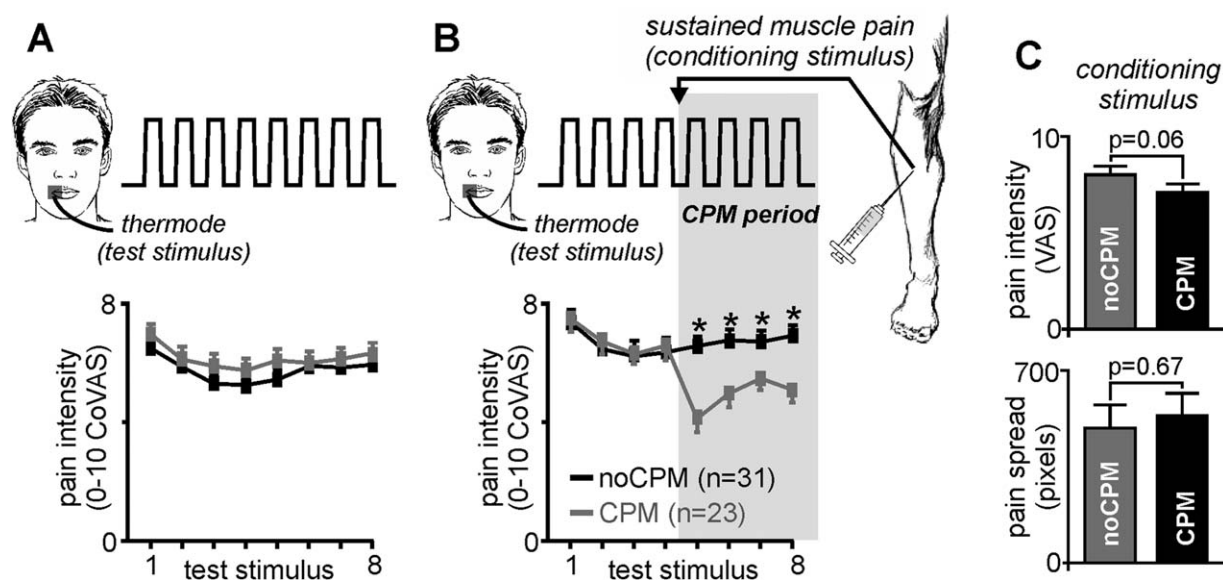 A
thermode
(test stimulus)
8
pain intensity
(0-10 CoVAS)
0
1
test stimulus
8
B
sustained muscle pain
(conditioning stimulus)
CPM period
thermode
(test stimulus)
8
pain intensity
(0-10 CoVAS)
* * * *
noCPM (n=31)
CPM (n=23)
0
1
test stimulus
8
C
conditioning
stimulus
10
p=0.06
pain intensity
(VAS)
noCPM
CPM
0
700
p=0.67
pain spread
(pixels)
noCPM
CPM
0